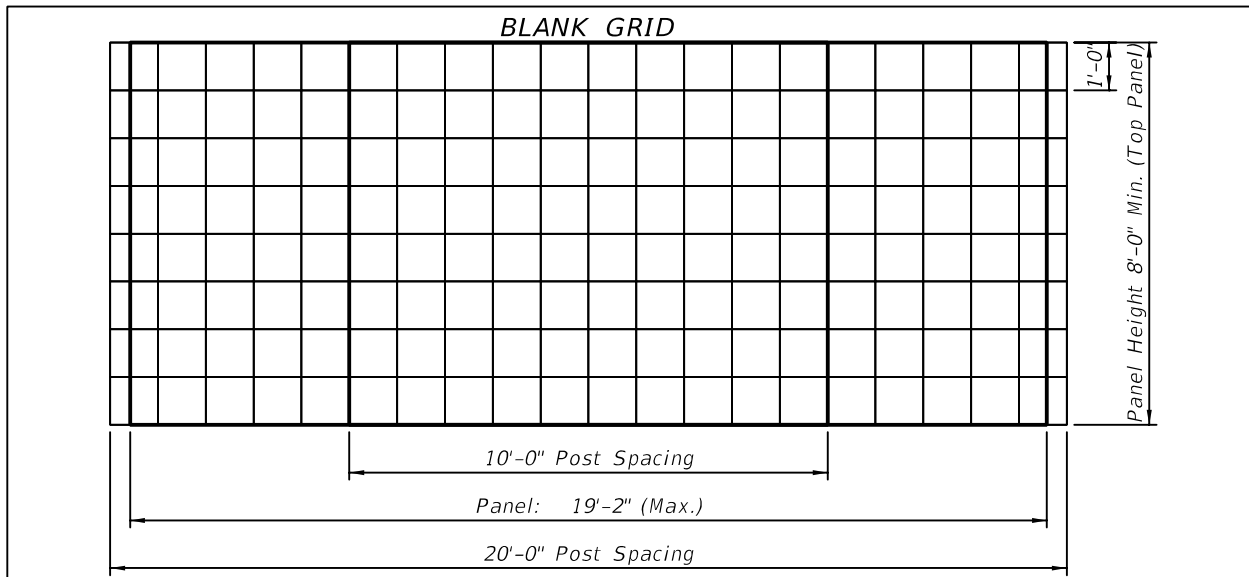 BLANK GRID
1'-0"
Panel Height 8'-0" Min. (Top Panel)
10'-0" Post Spacing
Panel: 19'-2" (Max.)
20'-0" Post Spacing